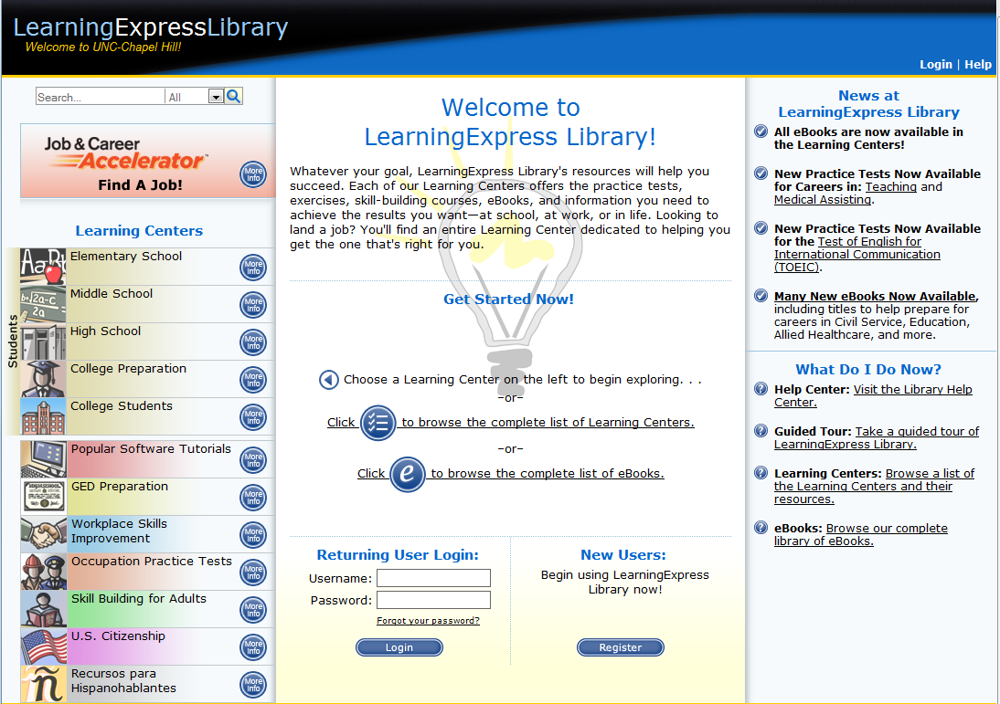 LearningExpressLibrary
Welcome to UNC-Chapel Hill!
Login | Help
Search...
All
Job & Career
Accelerator™
Find A Job!
More Info
Learning Centers
Students
AaBb
Elementary School
More Info
b+√2a-c
2a
Middle School
More Info
High School
More Info
College Preparation
More Info
College Students
More Info
Popular Software Tutorials
More Info
GED Preparation
More Info
Workplace Skills
Improvement
More Info
Occupation Practice Tests
More Info
Skill Building for Adults
More Info
U.S. Citizenship
More Info
ñ
Recursos para
Hispanohablantes
More Info
Welcome to
LearningExpress Library!
Whatever your goal, LearningExpress Library's resources will help you
succeed. Each of our Learning Centers offers the practice tests,
exercises, skill-building courses, eBooks, and information you need to
achieve the results you want—at school, at work, or in life. Looking to
land a job? You'll find an entire Learning Center dedicated to helping you
get the one that's right for you.
Get Started Now!
Choose a Learning Center on the left to begin exploring. . .
–or–
Click to browse the complete list of Learning Centers.
–or–
Click e to browse the complete list of eBooks.
Returning User Login:
Username:
Password:
Forgot your password?
Login
New Users:
Begin using LearningExpress
Library now!
Register
News at
LearningExpress Library
All eBooks are now available in
the Learning Centers!
New Practice Tests Now Available
for Careers in: Teaching and
Medical Assisting.
New Practice Tests Now Available
for the Test of English for
International Communication
(TOEIC).
Many New eBooks Now Available,
including titles to help prepare for
careers in Civil Service, Education,
Allied Healthcare, and more.
What Do I Do Now?
? Help Center: Visit the Library Help
Center.
? Guided Tour: Take a guided tour of
LearningExpress Library.
? Learning Centers: Browse a list of
the Learning Centers and their
resources.
? eBooks: Browse our complete
library of eBooks.